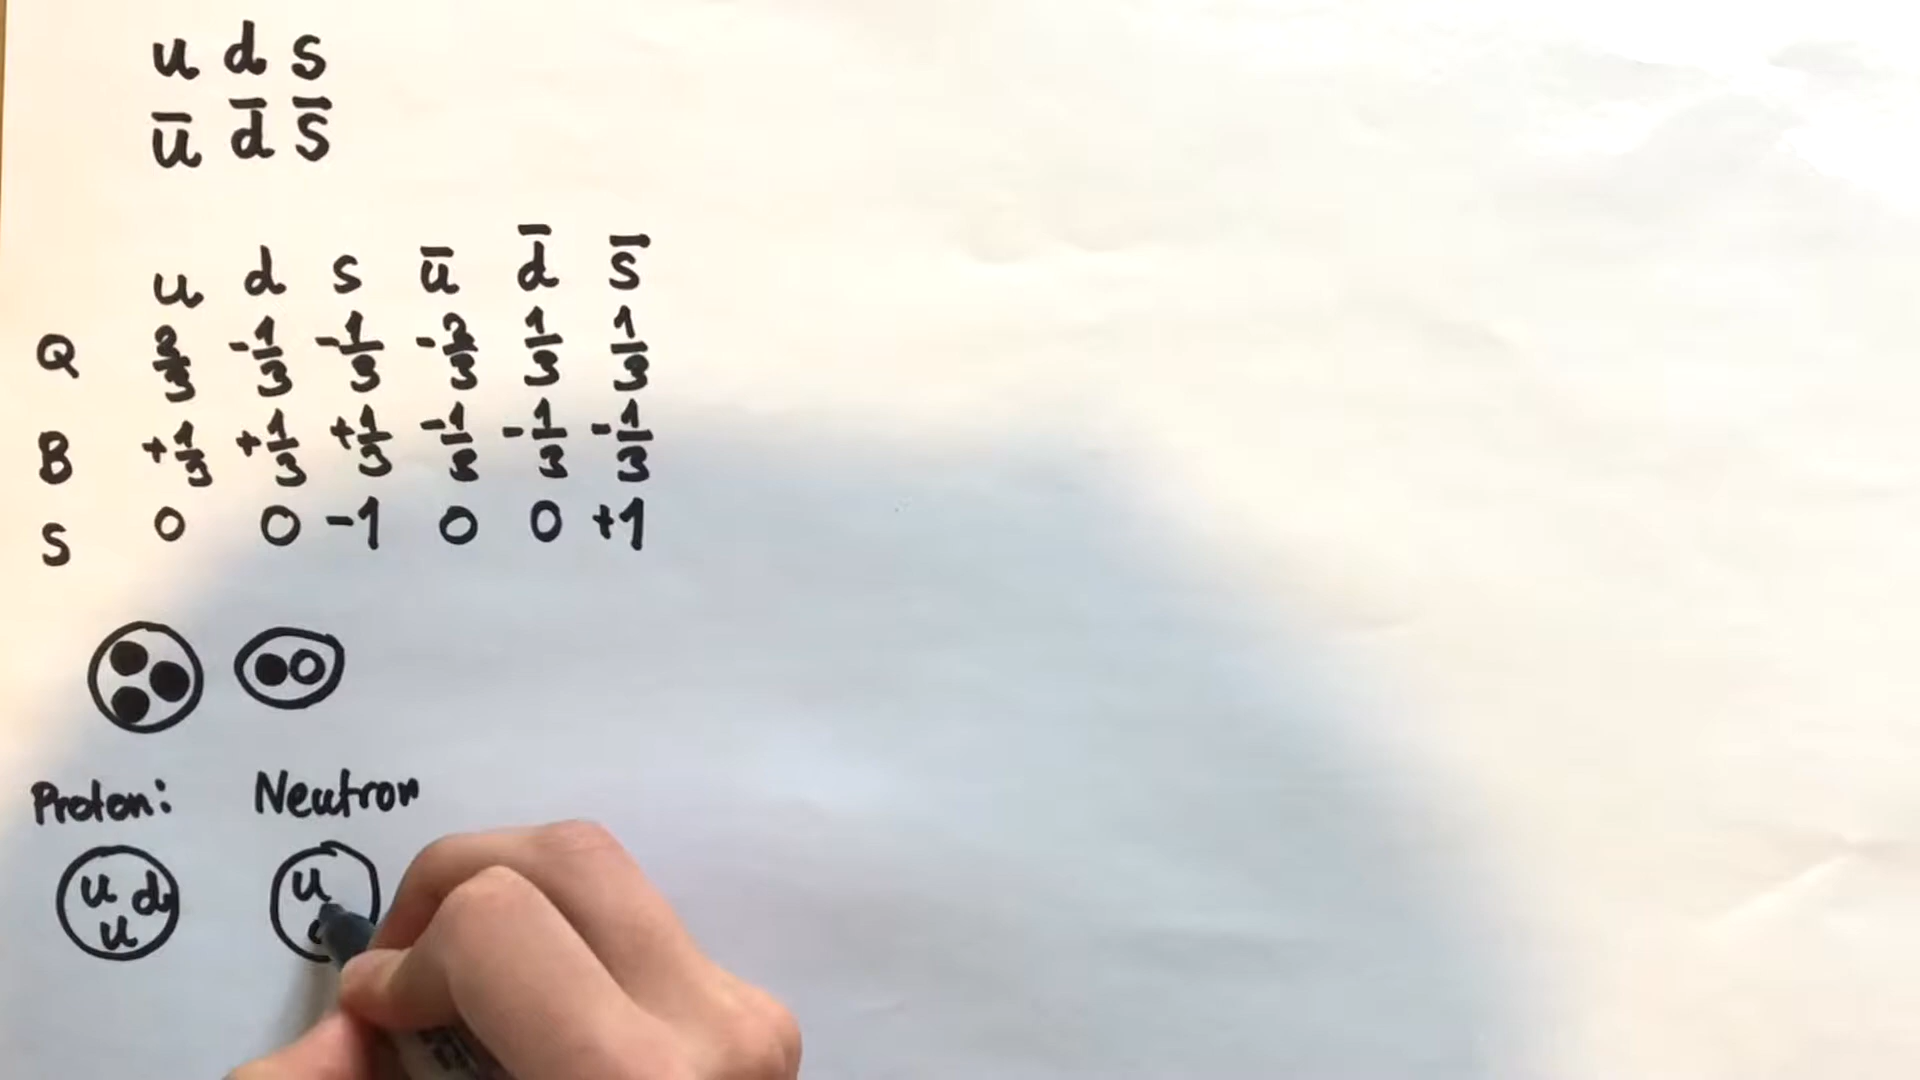 u d s
ū d̄ s̄
u d s ū d̄ s̄
Q 2/3 -1/3 -1/3 -2/3 1/3 1/3
B +1/3 +1/3 +1/3 -1/3 -1/3 -1/3
S 0 0 -1 0 0 +1
Proton: Neutron
u d u
u